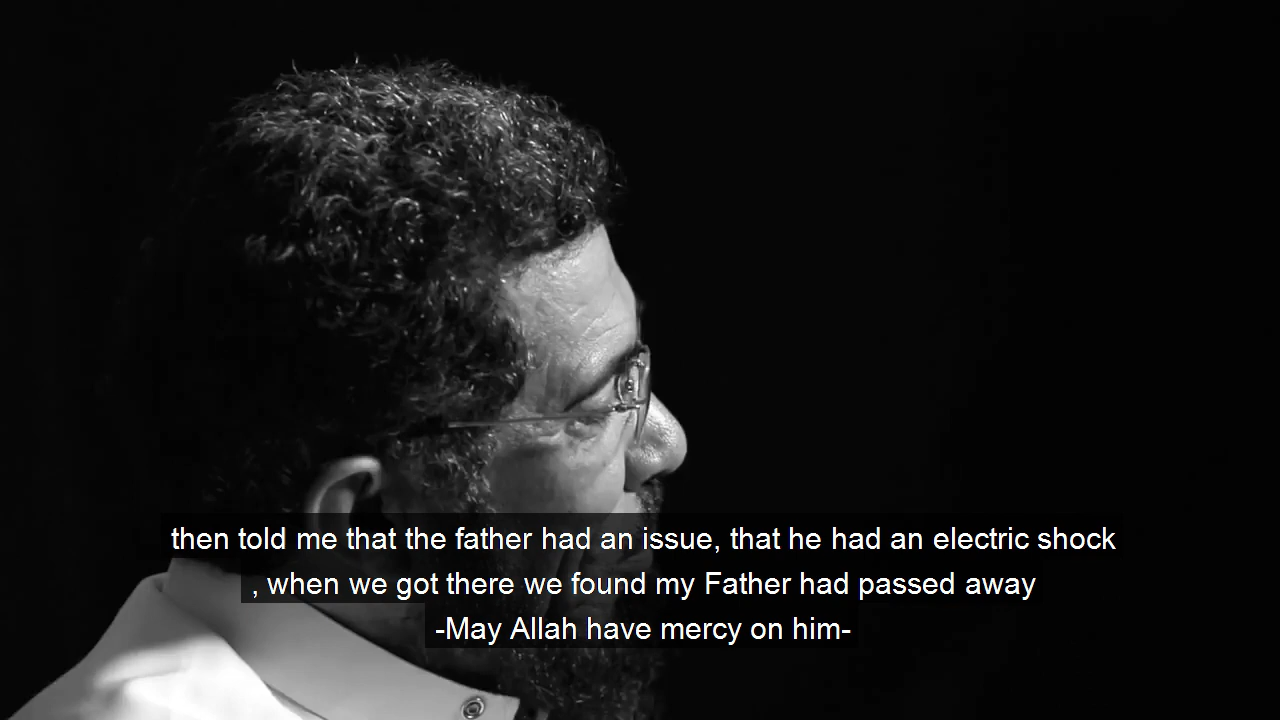 then told me that the father had an issue, that he had an electric shock
, when we got there we found my Father had passed away
-May Allah have mercy on him-